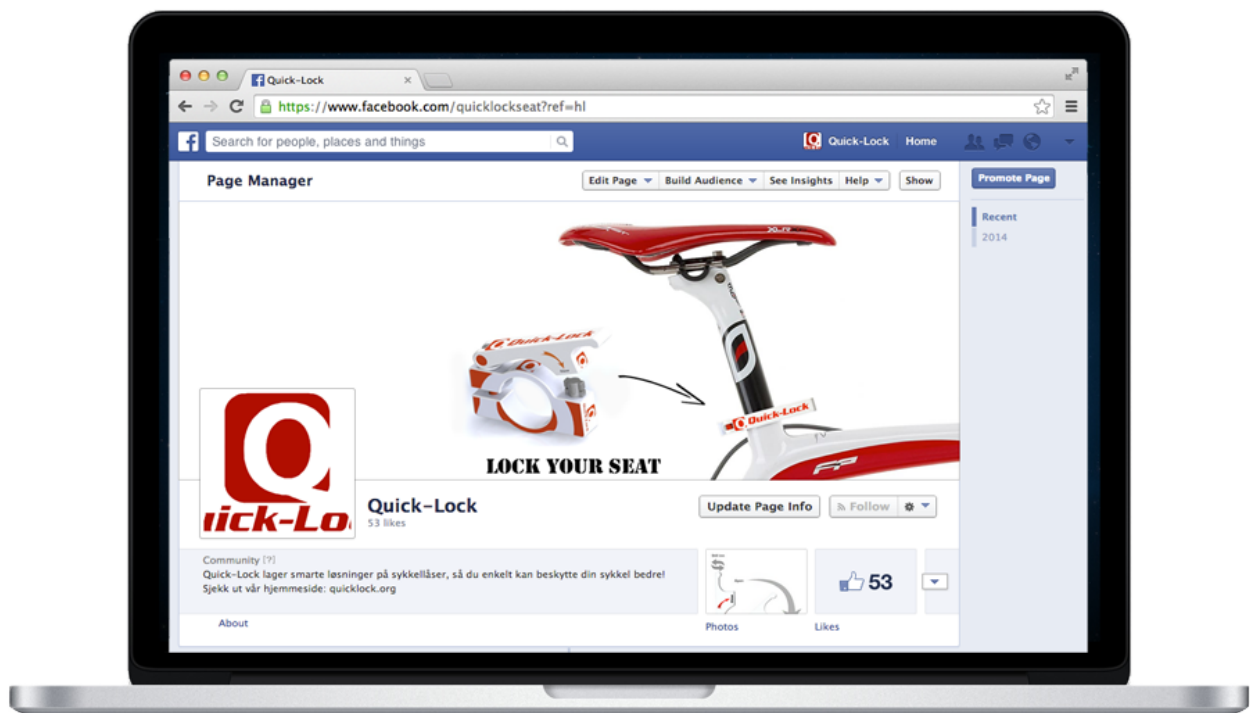 Quick-Lock
https://www.facebook.com/quicklockseat?ref=hl
Search for people, places and things
Quick-Lock Home
Page Manager
Edit Page Build Audience See Insights Help Show
Promote Page
Recent
2014
XLR
Quick-Lock
Quick-Lock
FP
LOCK YOUR SEAT
Q
uick-Lo
Quick-Lock
53 likes
Update Page Info Follow
Community [?]
Quick-Lock lager smarte løsninger på sykkellåser, så du enkelt kan beskytte din sykkel bedre!
Sjekk ut vår hjemmeside: quicklock.org
53
About
Photos Likes